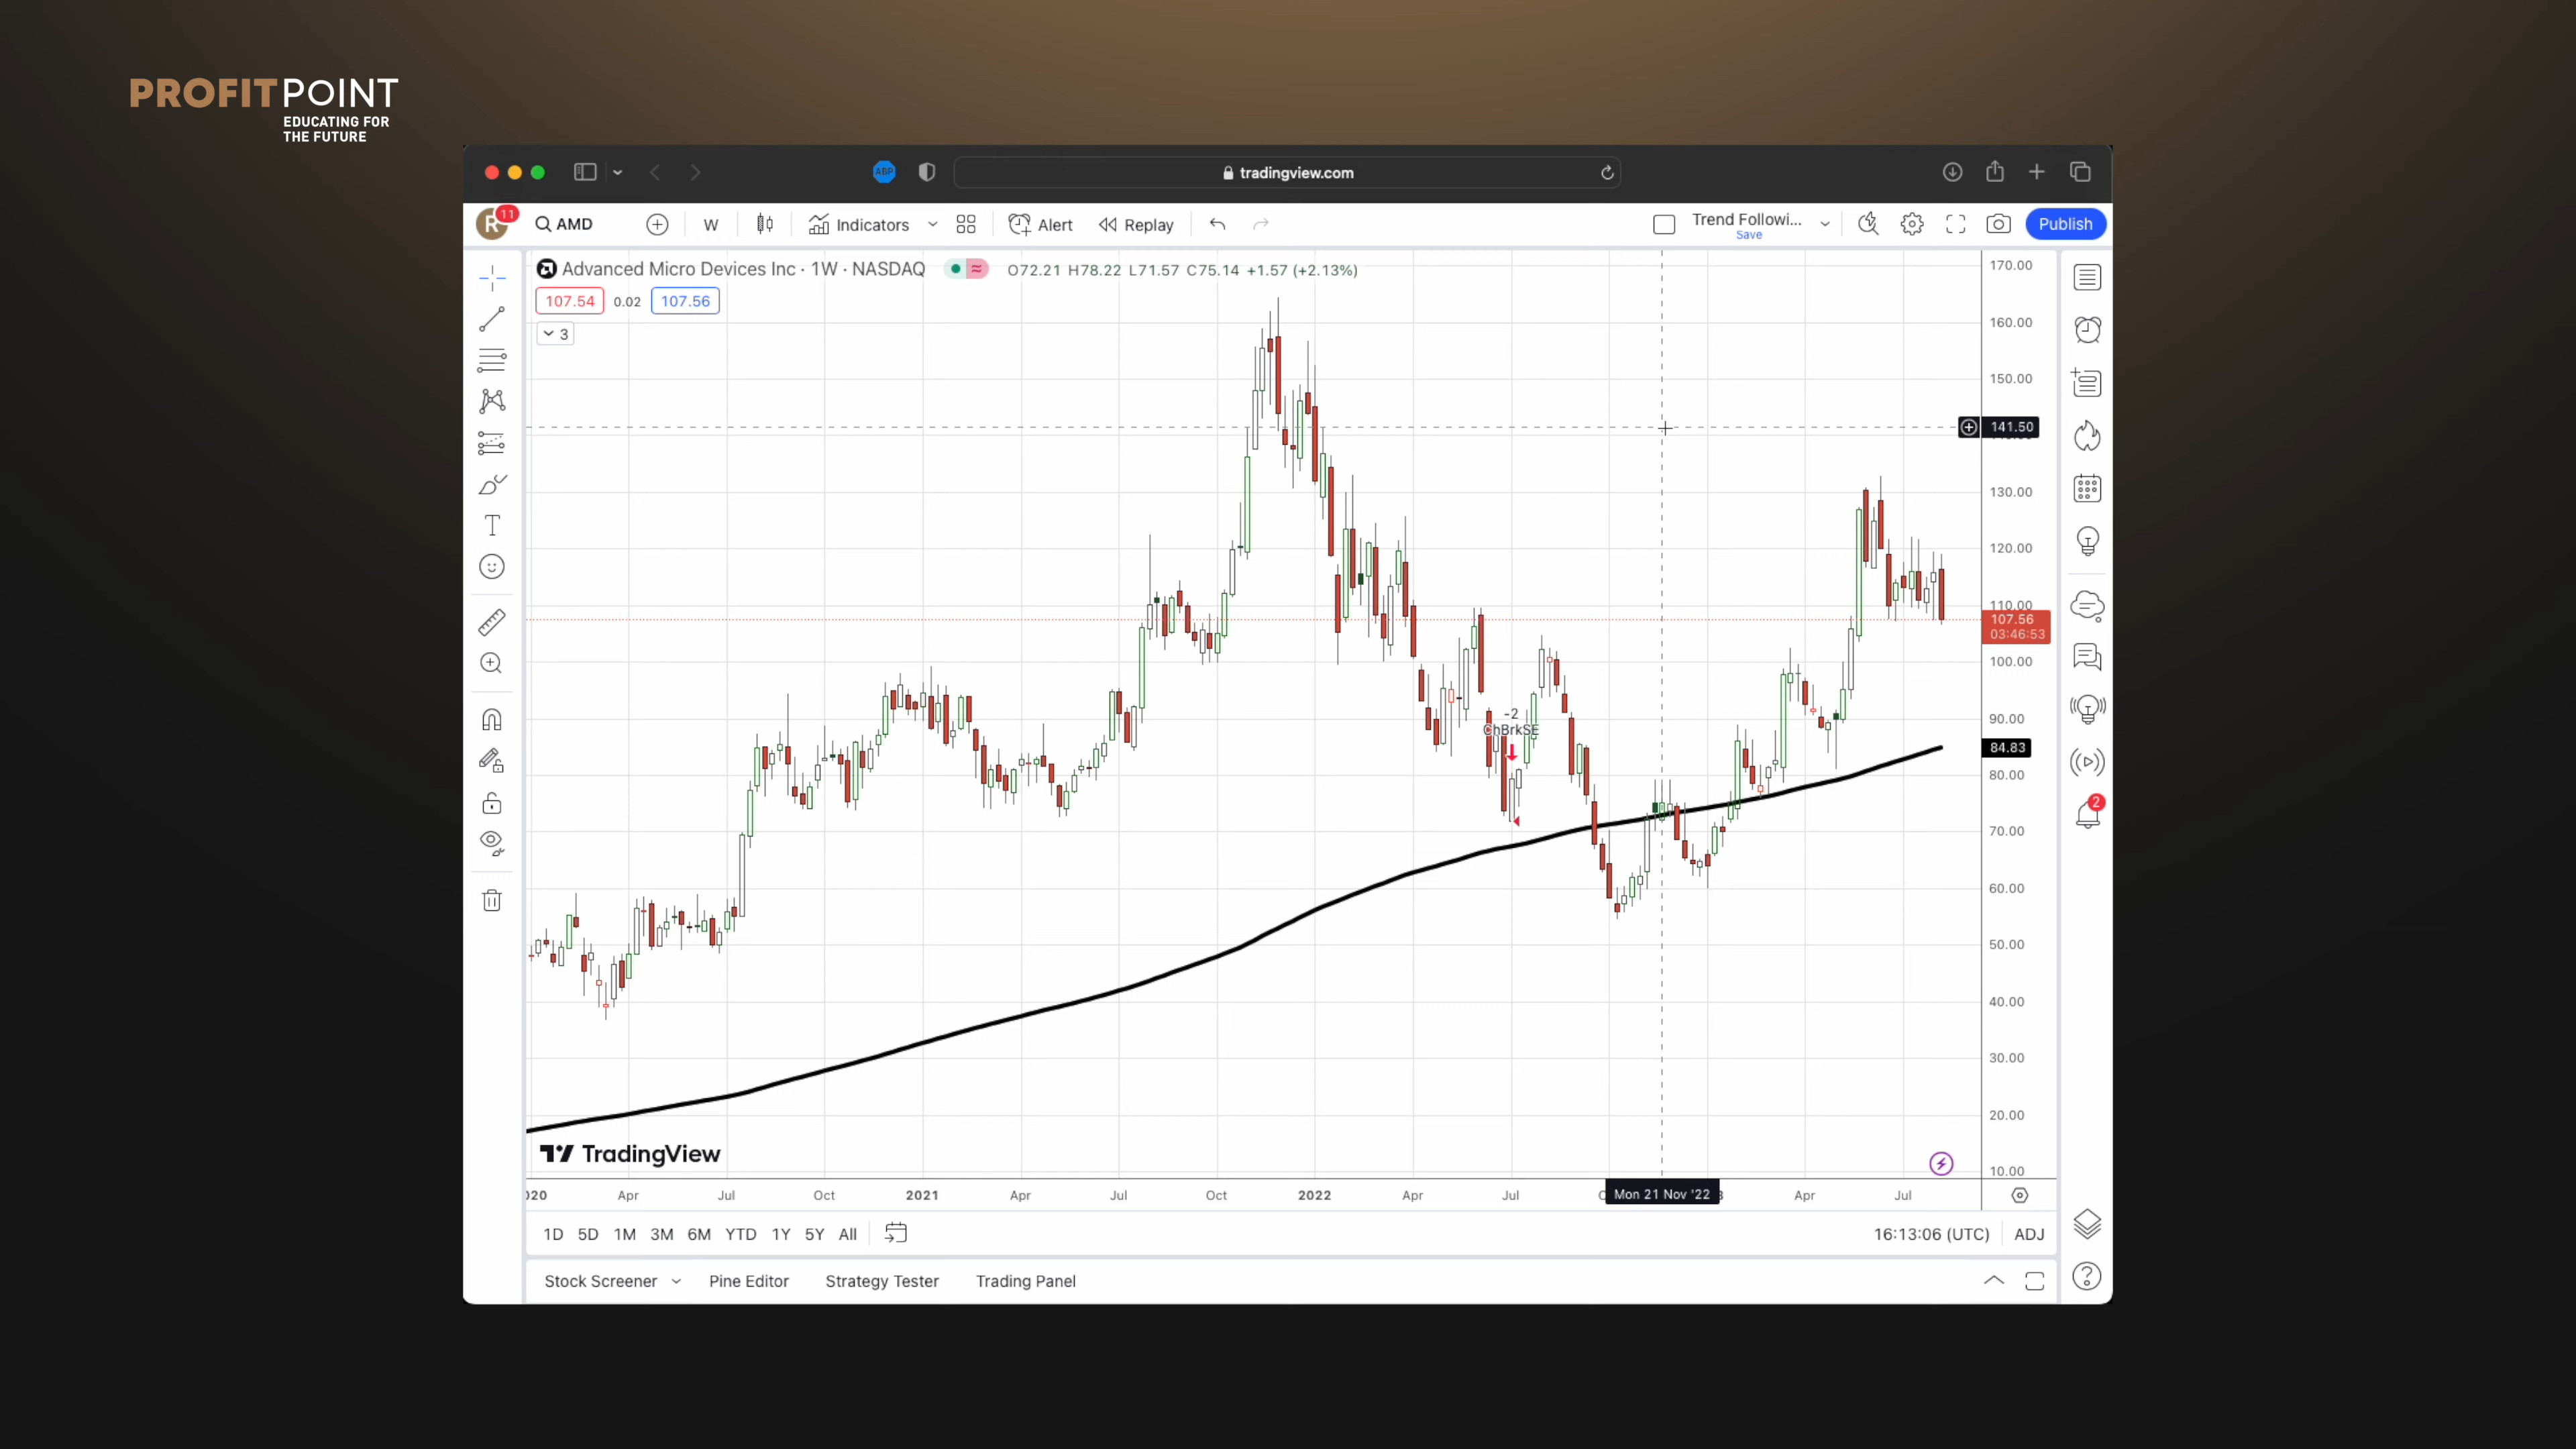 PROFITPOINT
EDUCATING FOR
THE FUTURE
ABP
tradingview.com
R
11
AMD
W
Indicators
Alert
Replay
Trend Followi...
Save
Publish
Advanced Micro Devices Inc · 1W · NASDAQ
O72.21 H78.22 L71.57 C75.14 +1.57 (+2.13%)
107.54
0.02
107.56
3
170.00
160.00
150.00
141.50
130.00
120.00
110.00
107.56
03:46:53
100.00
90.00
84.83
80.00
70.00
60.00
50.00
40.00
30.00
20.00
10.00
-2
ChBrkSE
2
TradingView
020
Apr
Jul
Oct
2021
Apr
Jul
Oct
2022
Apr
Jul
Mon 21 Nov '22
Apr
Jul
1D 5D 1M 3M 6M YTD 1Y 5Y All
16:13:06 (UTC)
ADJ
Stock Screener
Pine Editor
Strategy Tester
Trading Panel